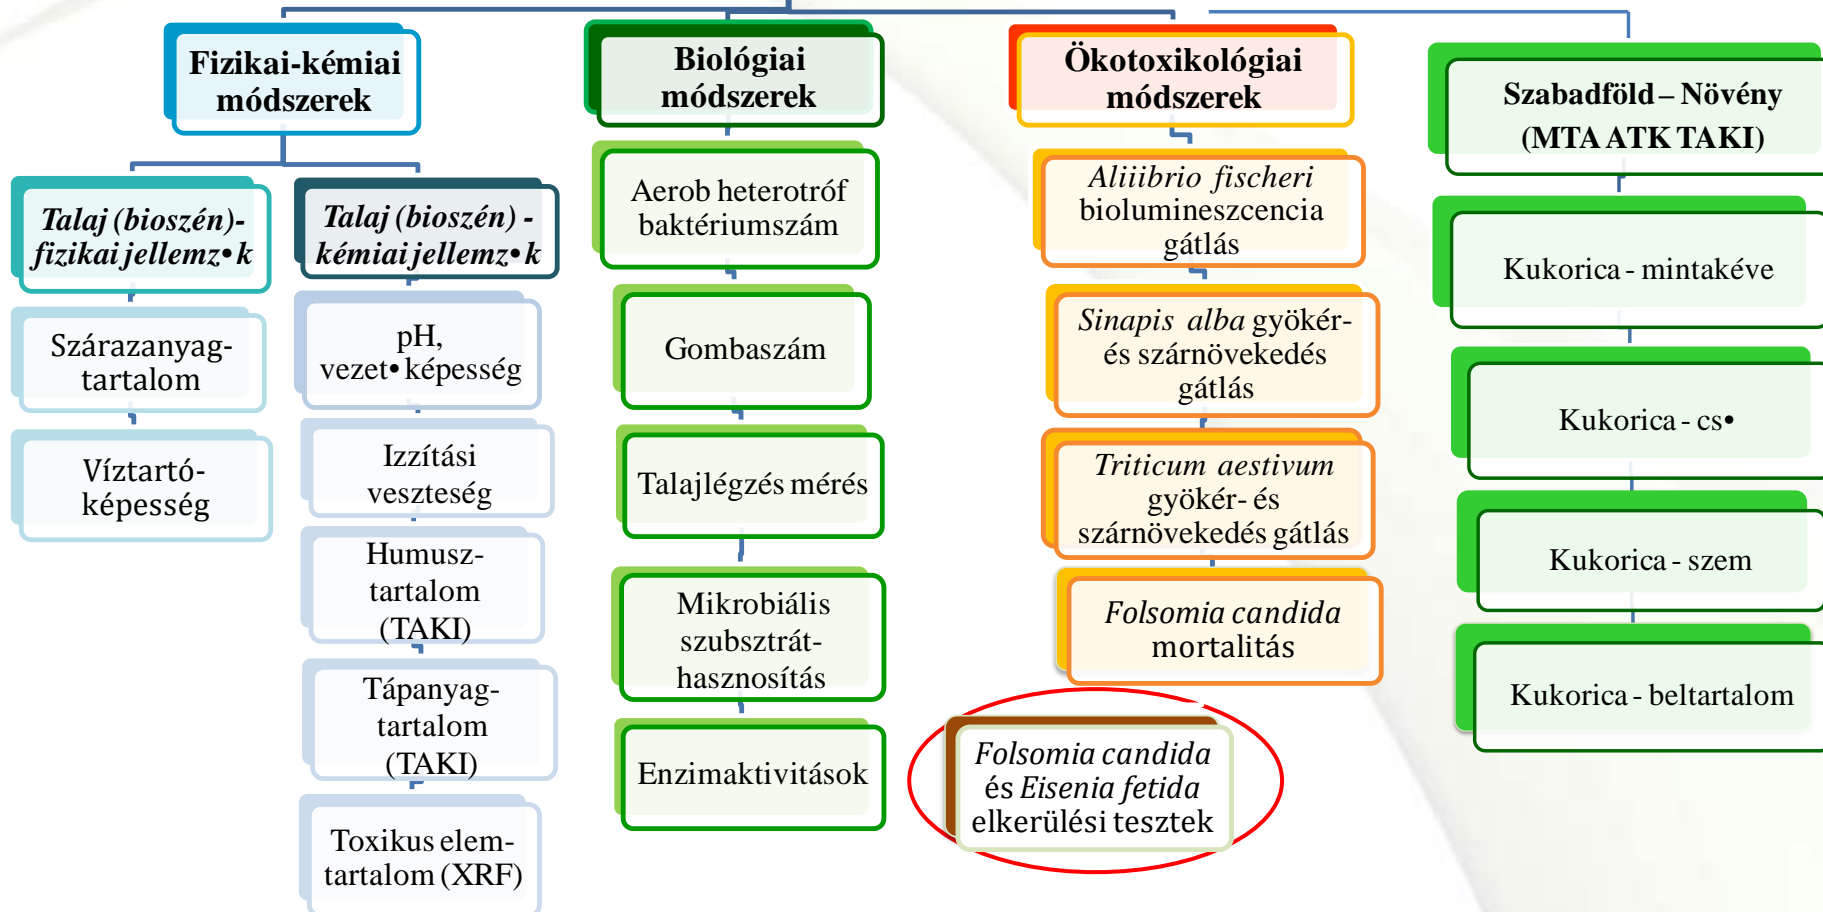 Fizikai-kémiai
módszerek
Talaj (bioszén)-
fizikai jellemz•k
Szárazanyag-
tartalom
Víztartó-
képesség
Talaj (bioszén) -
kémiai jellemz•k
pH,
vezet•képesség
Izzítási
veszteség
Humusz-
tartalom
(TAKI)
Tápanyag-
tartalom
(TAKI)
Toxikus elem-
tartalom (XRF)
Biológiai
módszerek
Aerob heterotróf
baktériumszám
Gombaszám
Talajlégzés mérés
Mikrobiális
szubsztrát-
hasznosítás
Enzimaktivitások
Ökotoxikológiai
módszerek
Aliiibrio fischeri
biolumineszcencia
gátlás
Sinapis alba gyökér-
és szárnövekedés
gátlás
Triticum aestivum
gyökér- és
szárnövekedés gátlás
Folsomia candida
mortalitás
Folsomia candida
és Eisenia fetida
elkerülési tesztek
Szabadföld – Növény
(MTA ATK TAKI)
Kukorica - mintakéve
Kukorica - cs•
Kukorica - szem
Kukorica - beltartalom